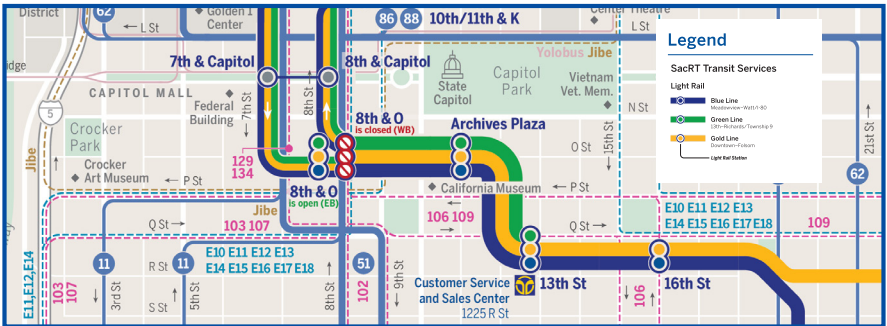 District
62
Golden 1
Center
← L St
86 88
10th/11th & K
Center Theatre
L St
Legend
SacRT Transit Services
Light Rail
Blue Line
Meadowview–Watt/I-80
Green Line
13th–Richards/Township 9
Gold Line
Downtown–Folsom
Light Rail Station
7th & Capitol
8th & Capitol
Yolobus Jibe
State
Capitol
Capitol
Park
Vietnam
Vet. Mem.
N St
CAPITOL MALL
Federal
Building
← 7th St
8th St
5
Crocker
Park
Jibe
Crocker
Art Museum
← P St
129
134
8th & O
is closed (WB)
8th & O
is open (EB)
Archives Plaza
O St
← 15th St
21st St →
62
California Museum
← P St
Jibe
Q St →
103 107
106 109
Q St →
E10 E11 E12 E13
E14 E15 E16 E17 E18
109
E11, E12, E14
103
107
11
← 3rd St
R St
S St
11
5th St →
E10 E11 E12 E13
E14 E15 E16 E17 E18
8th St →
51
102
← 9th St
Customer Service
and Sales Center
1225 R St
13th St
16th St
← 106 →